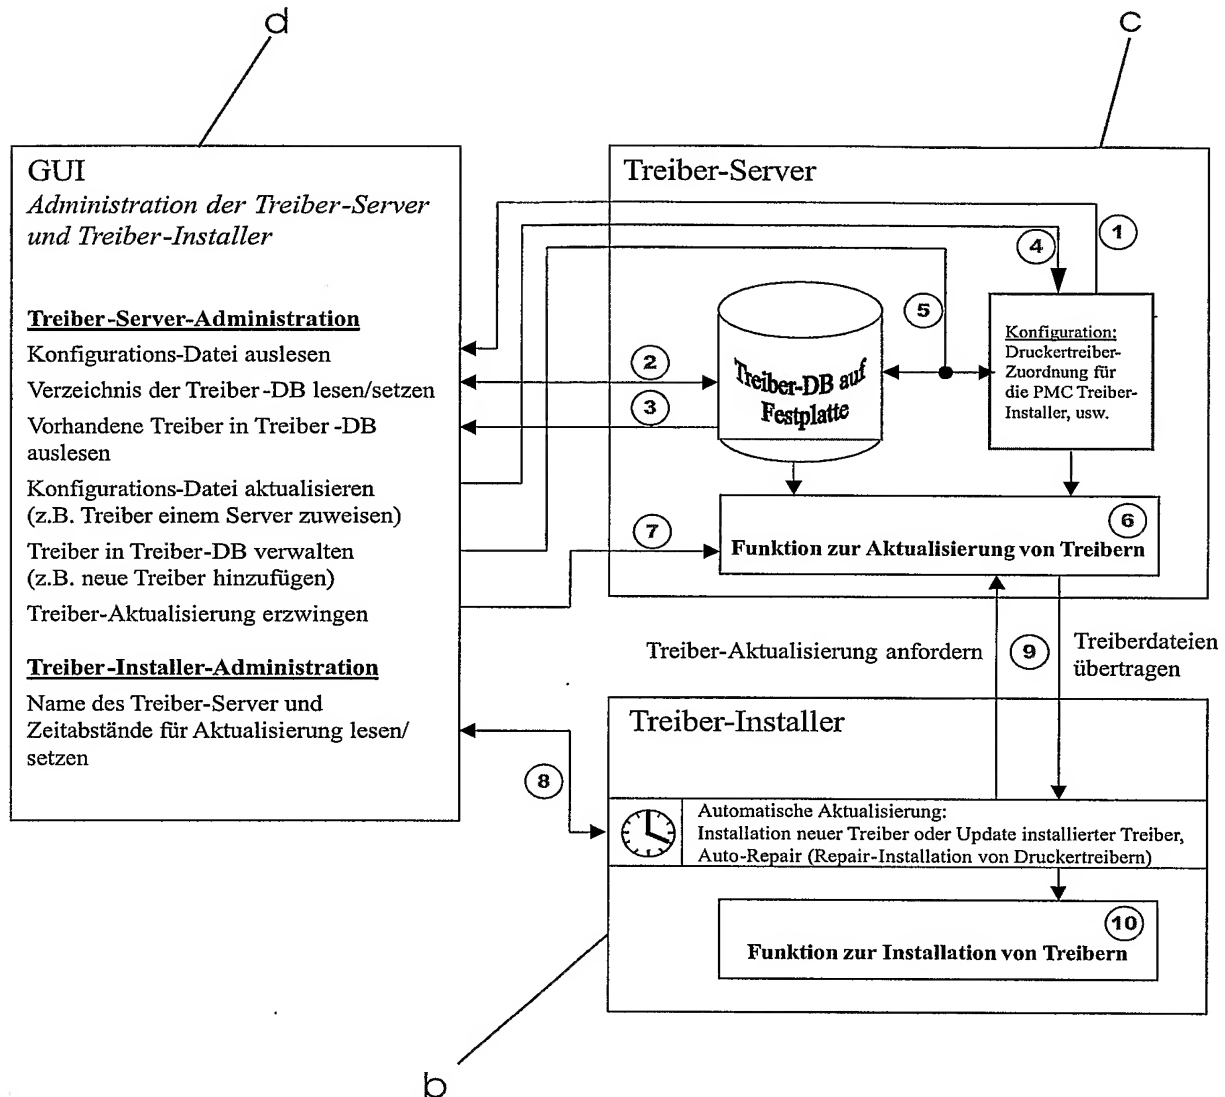 d
c
GUI
Administration der Treiber-Server
und Treiber-Installer
Treiber-Server-Administration
Konfigurations-Datei auslesen
Verzeichnis der Treiber-DB lesen/setzen
Vorhandene Treiber in Treiber-DB
auslesen
Konfigurations-Datei aktualisieren
(z.B. Treiber einem Server zuweisen)
Treiber in Treiber-DB verwalten
(z.B. neue Treiber hinzufügen)
Treiber-Aktualisierung erzwingen
Treiber-Installer-Administration
Name des Treiber-Server und
Zeitabstände für Aktualisierung lesen/
setzen
Treiber-Server
4
1
5
2
3
Treiber-DB auf
Festplatte
Konfiguration:
Druckertreiber-
Zuordnung für
die PMC Treiber-
Installer, usw.
7
6
Funktion zur Aktualisierung von Treibern
Treiber-Aktualisierung anfordern
9
Treiberdateien
übertragen
Treiber-Installer
8
Automatische Aktualisierung:
Installation neuer Treiber oder Update installierter Treiber,
Auto-Repair (Repair-Installation von Druckertreibern)
10
Funktion zur Installation von Treibern
b